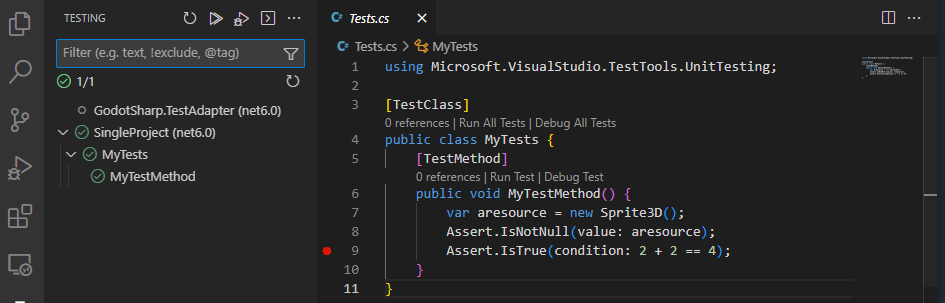 TESTING
Filter (e.g. text, !exclude, @tag)
1/1
GodotSharp.TestAdapter (net6.0)
SingleProject (net6.0)
MyTests
MyTestMethod
Tests.cs
Tests.cs > MyTests
1 using Microsoft.VisualStudio.TestTools.UnitTesting;
2
3 [TestClass]
0 references | Run All Tests | Debug All Tests
4 public class MyTests {
5 [TestMethod]
0 references | Run Test | Debug Test
6 public void MyTestMethod() {
7 var aresource = new Sprite3D();
8 Assert.IsNotNull(value: aresource);
9 Assert.IsTrue(condition: 2 + 2 == 4);
10 }
11 }